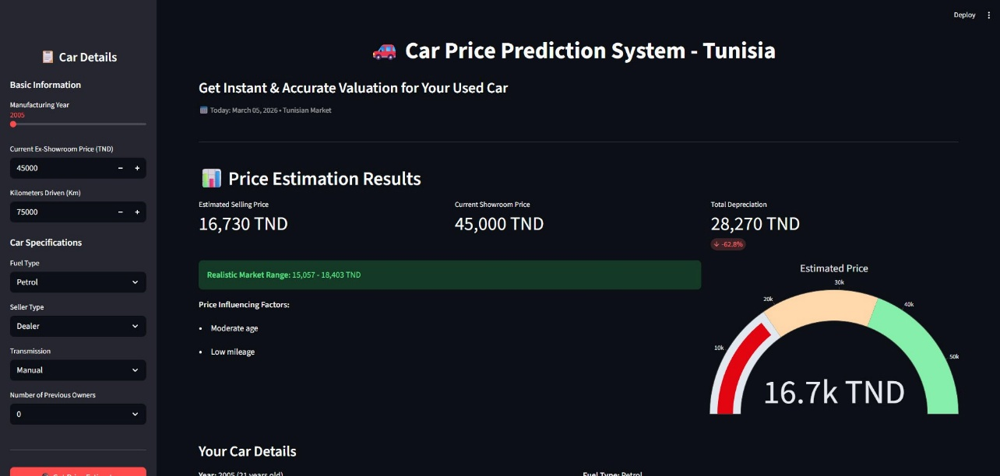 Deploy
Car Details
Basic Information
Manufacturing Year
2005
Current Ex-Showroom Price (TND)
45000
Kilometers Driven (Km)
75000
Car Specifications
Fuel Type
Petrol
Seller Type
Dealer
Transmission
Manual
Number of Previous Owners
0
Car Price Prediction System - Tunisia
Get Instant & Accurate Valuation for Your Used Car
Today: March 05, 2026 • Tunisian Market
Price Estimation Results
Estimated Selling Price
16,730 TND
Current Showroom Price
45,000 TND
Total Depreciation
28,270 TND
-62.8%
Realistic Market Range: 15,057 - 18,403 TND
Price Influencing Factors:
Moderate age
Low mileage
Estimated Price
10k
20k
30k
40k
50k
16.7k TND
Your Car Details
Year: 2005 (21 years old)
Fuel Type: Petrol